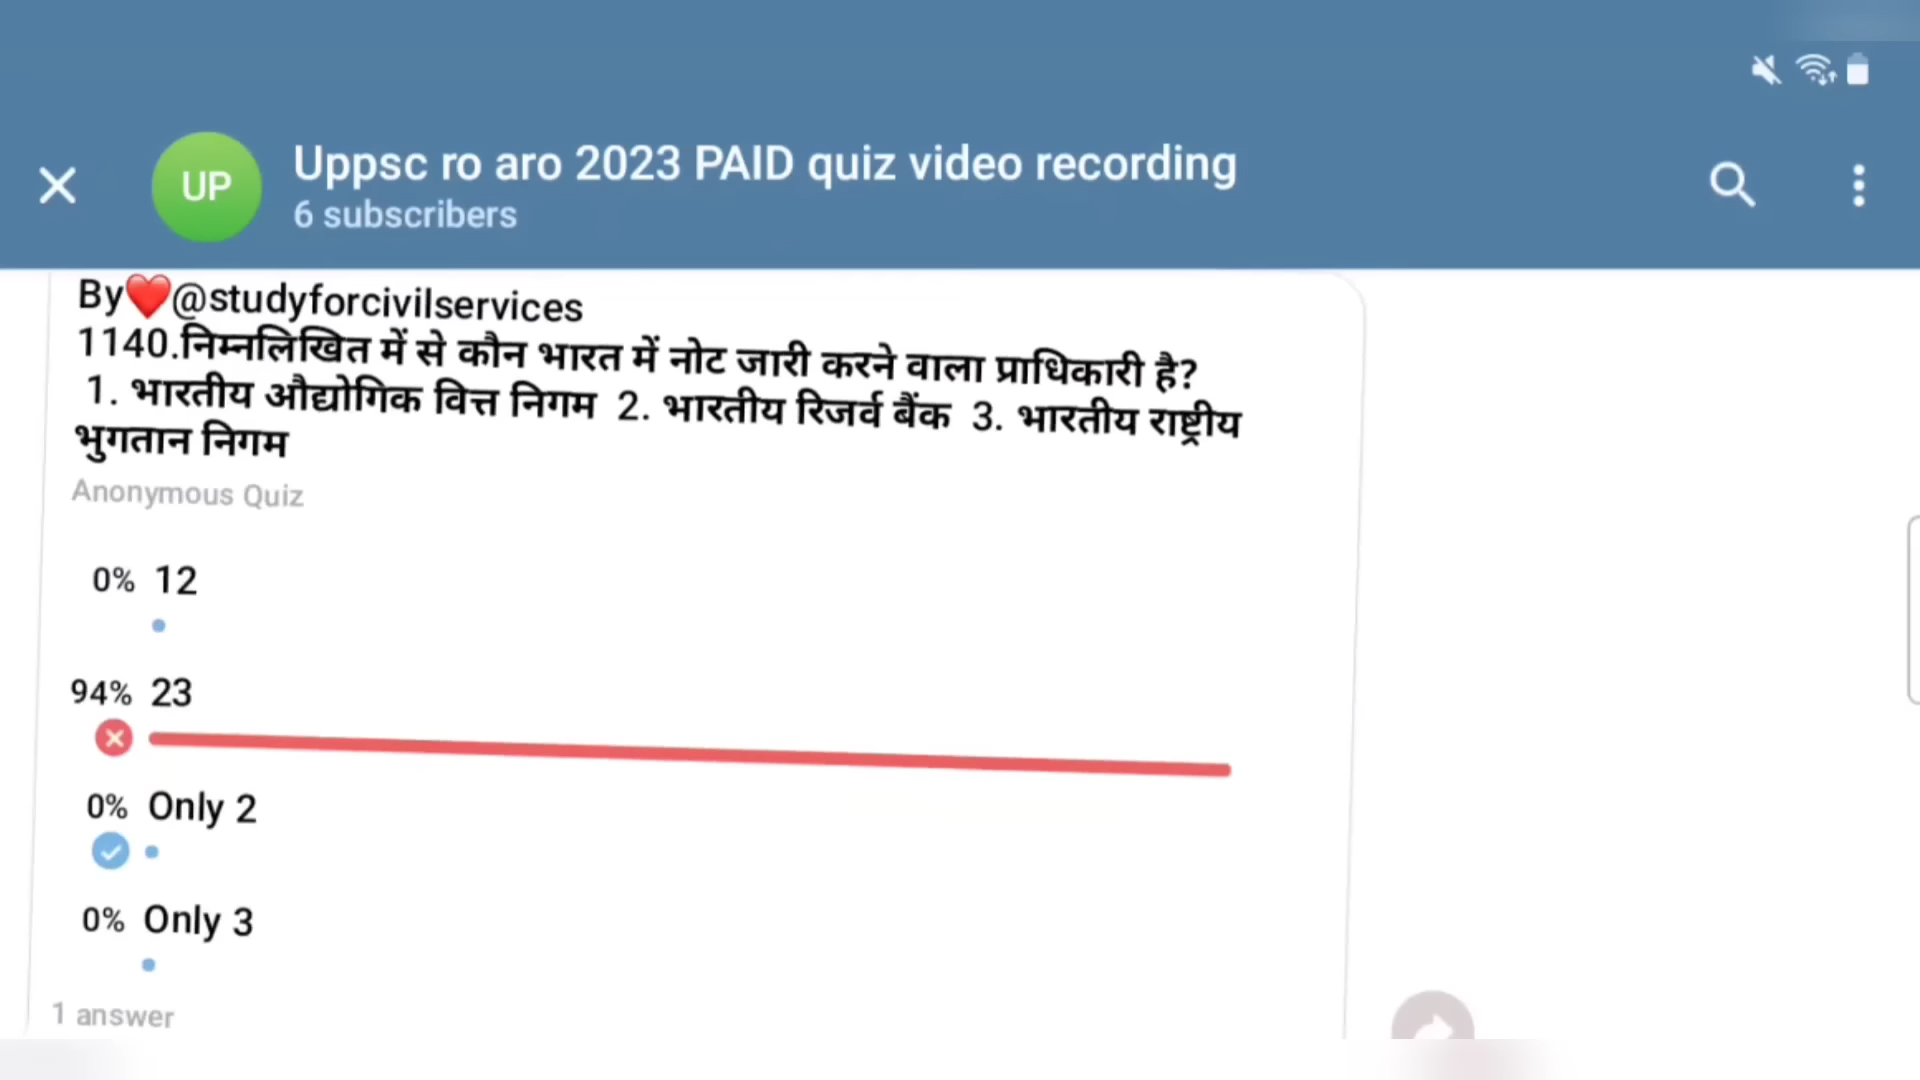 UP
Uppsc ro aro 2023 PAID quiz video recording
6 subscribers
By❤️@studyforcivilservices
1140.निम्नलिखित में से कौन भारत में नोट जारी करने वाला प्राधिकारी है?
1. भारतीय औद्योगिक वित्त निगम 2. भारतीय रिजर्व बैंक 3. भारतीय राष्ट्रीय
भुगतान निगम
Anonymous Quiz
0% 12
94% 23
0% Only 2
0% Only 3
1 answer